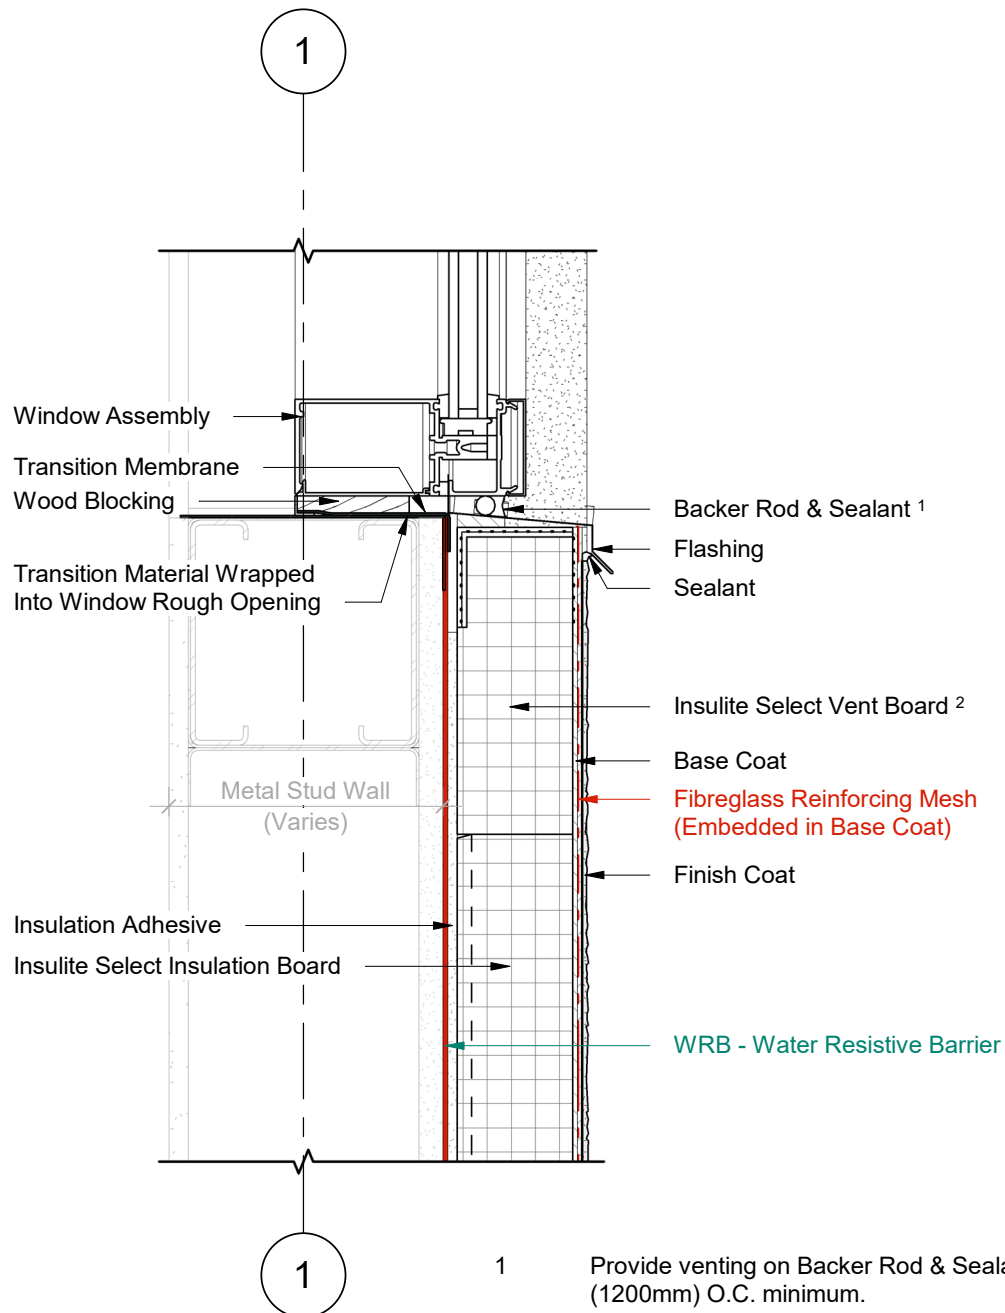 1
Window Assembly
Transition Membrane
Wood Blocking
Transition Material Wrapped
Into Window Rough Opening
Backer Rod & Sealant 1
Flashing
Sealant
Insulite Select Vent Board 2
Base Coat
Fibreglass Reinforcing Mesh
(Embedded in Base Coat)
Finish Coat
Metal Stud Wall
(Varies)
Insulation Adhesive
Insulite Select Insulation Board
WRB - Water Resistive Barrier
1
1 Provide venting on Backer Rod &
(1200mm) O.C. minimum.